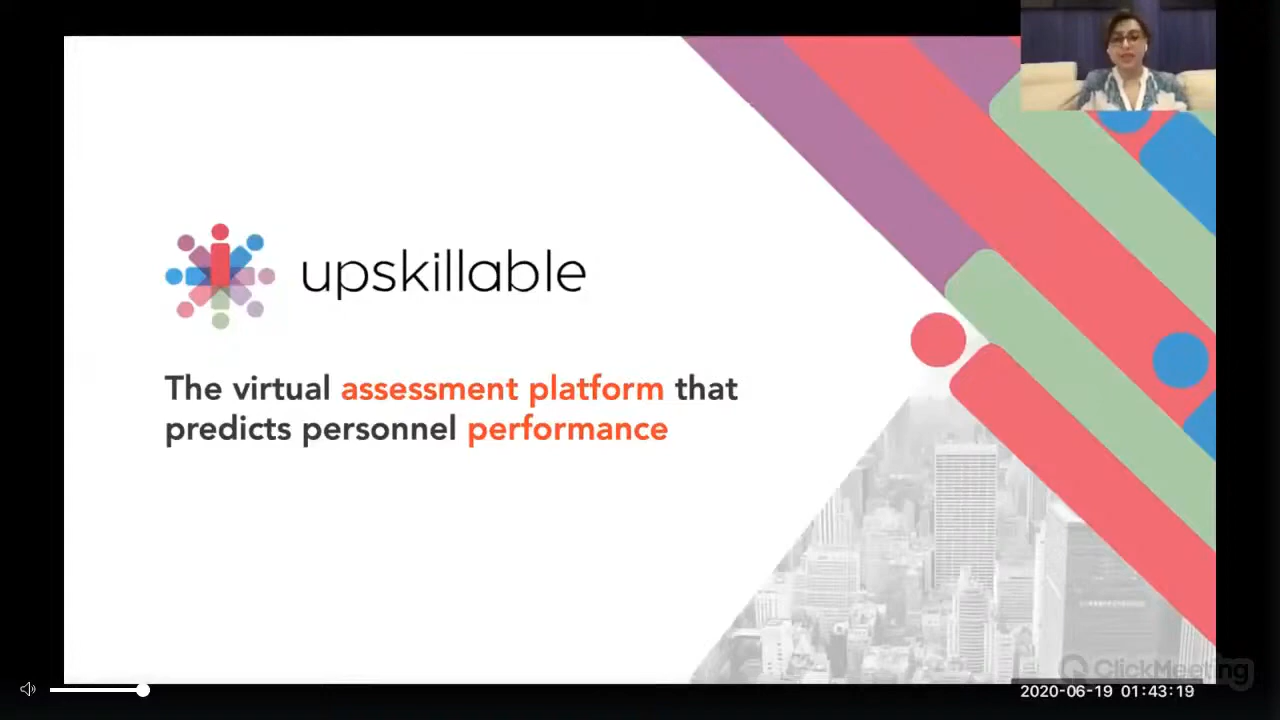 upskillable
The virtual assessment platform that
predicts personnel performance
ClickMeeting
2020-06-19 01:43:19